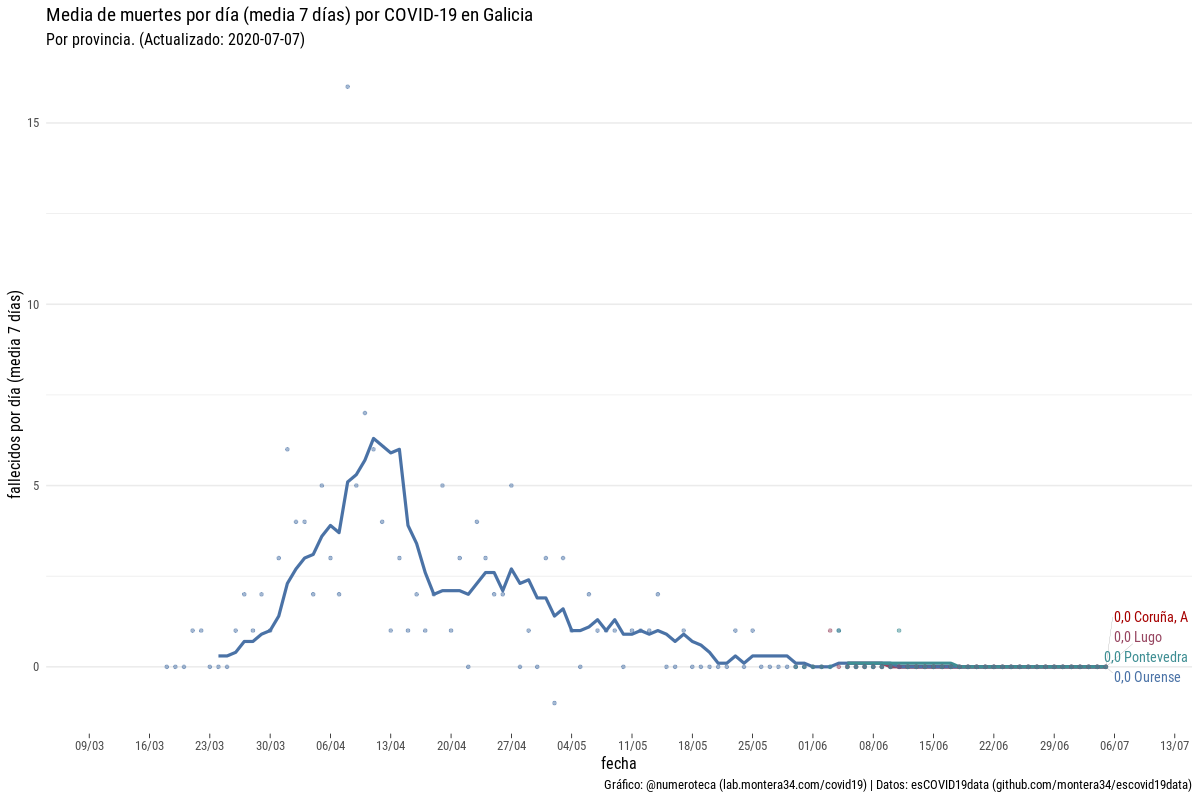 Media de muertes por día (media 7 días) por COVID-19 en Galicia
Por provincia. (Actualizado: 2020-07-07)
fallecidos por día (media 7 días)
15
10
5
0
0,0 Coruña, A
0,0 Lugo
0,0 Pontevedra
0,0 Ourense
09/03 16/03 23/03 30/03 06/04 13/04 20/04 27/04 04/05 11/05 18/05 25/05 01/06 08/06 15/06 22/06 29/06 06/07 13/07
fecha
Gráfico: @numeroteca (lab.montera34.com/covid19) | Datos: esCOVID19data (github.com/montera34/escovid19data)